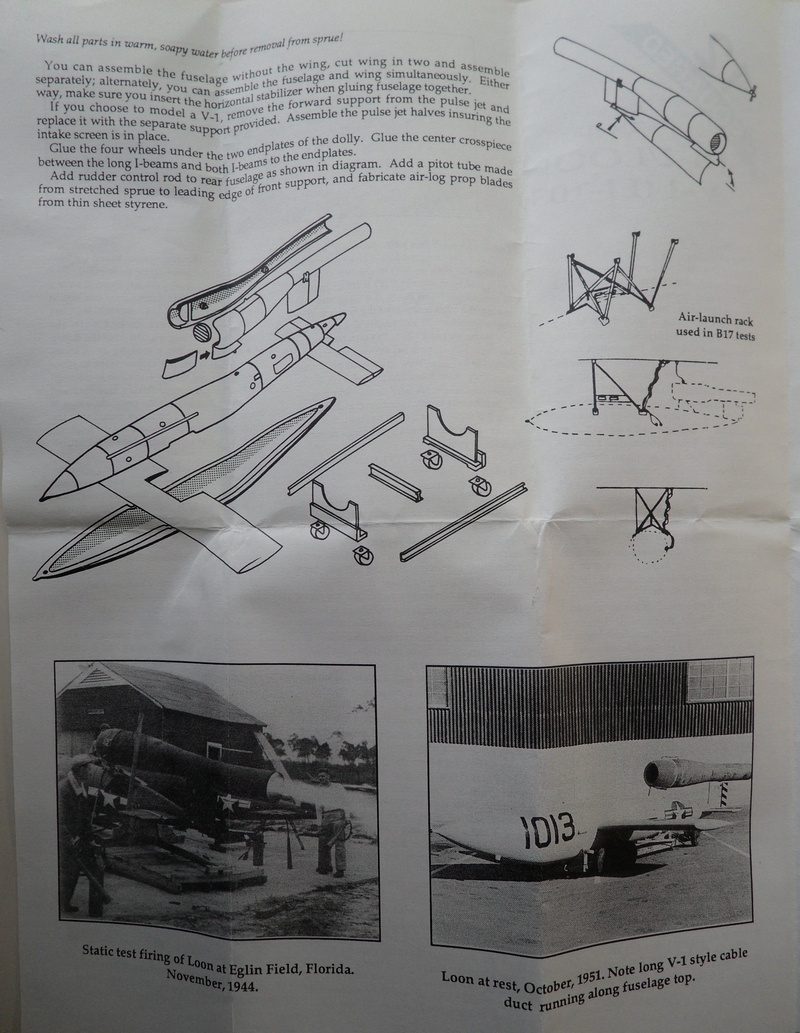 Wash all parts in warm, soapy water before removal from sprue!
You can assemble the fuselage without the wing, cut wing in two and assemble
separately; alternately, you can assemble the fuselage and wing simultaneously. Either
way, make sure you insert the horizontal stabilizer when gluing fuselage together.
If you choose to model a V-1, remove the forward support from the pulse jet and
replace it with the separate support provided. Assemble the pulse jet halves insuring the
intake screen is in place.
Glue the four wheels under the two endplates of the dolly. Glue the center crosspiece
between the long I-beams and both I-beams to the endplates.
Add rudder control rod to rear fuselage as shown in diagram. Add a pitot tube made
from stretched sprue to leading edge of front support, and fabricate air-log prop blades
from thin sheet styrene.
Air-launch rack
used in B17 tests
1013
Static test firing of Loon at Eglin Field, Florida.
November, 1944.
Loon at rest, October, 1951. Note long V-1 style cable
duct running along fuselage top.